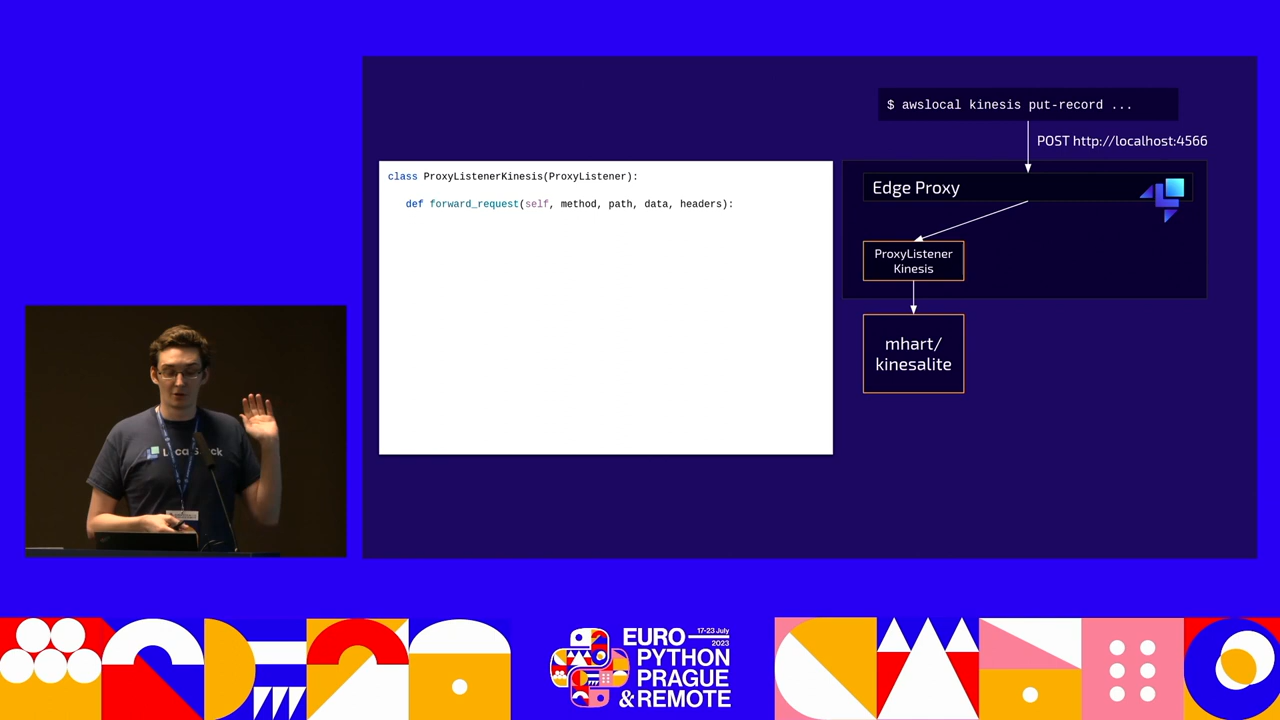 $ awslocal kinesis put-record ...
POST http://localhost:4566
class ProxyListenerKinesis(ProxyListener):
def forward_request(self, method, path, data, headers):
Edge Proxy
ProxyListener
Kinesis
mhart/
kinesalite
LocalStack
EURO
17-23 July
2023
PYTHON
PRAGUE
& REMOTE